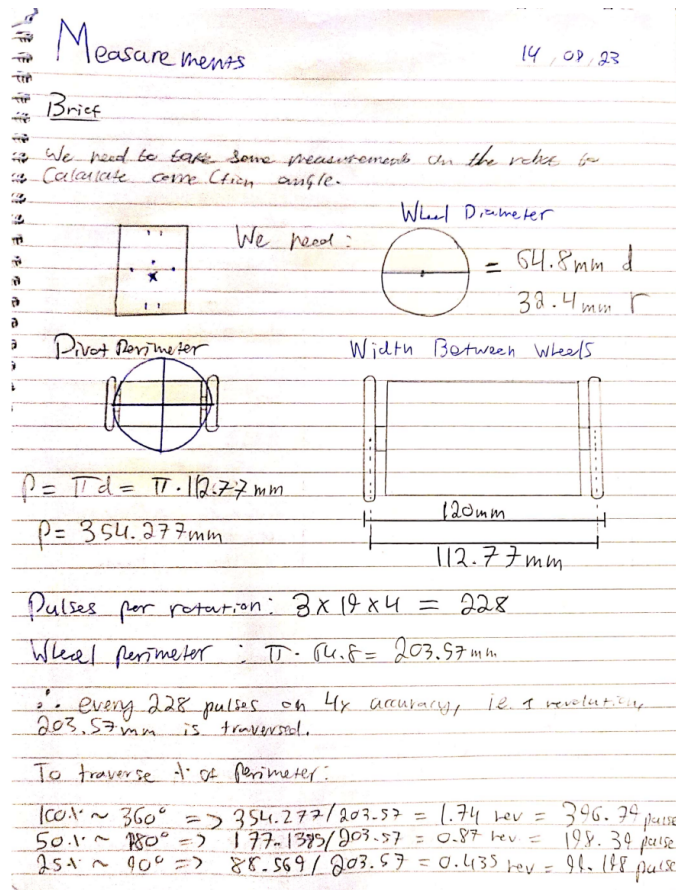 Measurements
14, 08, 23
Brief
We need to take some measurements on the robot to
Calculate correction angle.
We need:
Wheel Diameter
= 64.8mm d
32.4mm r
Pivot Perimeter
Width Between Wheels
P = πd = π·112.77mm
P = 354.277mm
120mm
112.77mm
Pulses per rotation: 3 x 19 x 4 = 228
Wheel perimeter : π · 64.8 = 203.57mm
∴ every 228 pulses on 4x accuracy, i.e. 1 revolution,
203.57mm is traversed.
To traverse % of Perimeter:
100% ~ 360° => 354.277/203.57 = 1.74 rev = 396.79 pulse
50% ~ 180° => 177.1385/203.57 = 0.87 rev = 198.39 pulse
25% ~ 90° => 88.569/203.57 = 0.435 rev = pulse